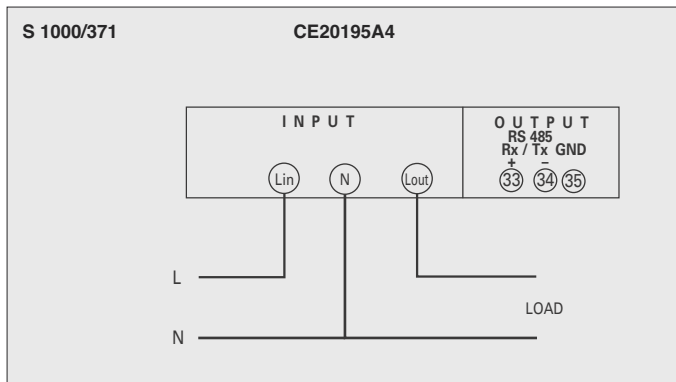 S 1000/371 CE20195A4
INPUT
OUTPUT
RS 485
Rx / Tx GND
+ –
Lin N Lout 33 34 35
L
LOAD
N